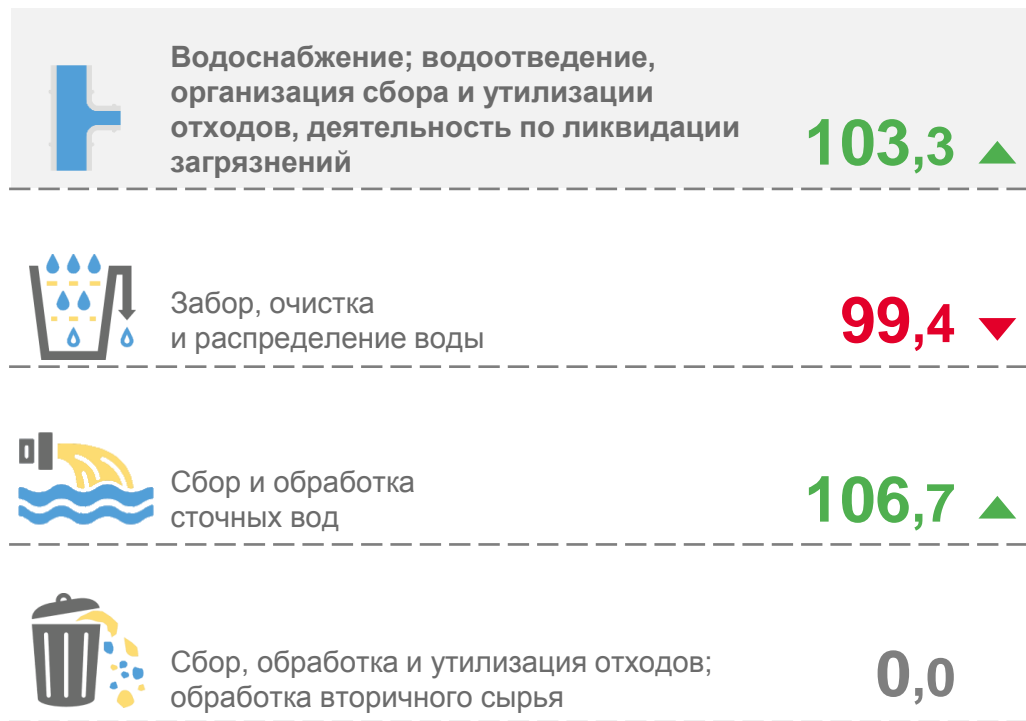 Водоснабжение; водоотведение,
организация сбора и утилизации
отходов, деятельность по ликвидации
загрязнений
103,3
Забор, очистка
и распределение воды
99,4
Сбор и обработка
сточных вод
106,7
Сбор, обработка и утилизация отходов;
обработка вторичного сырья
0,0